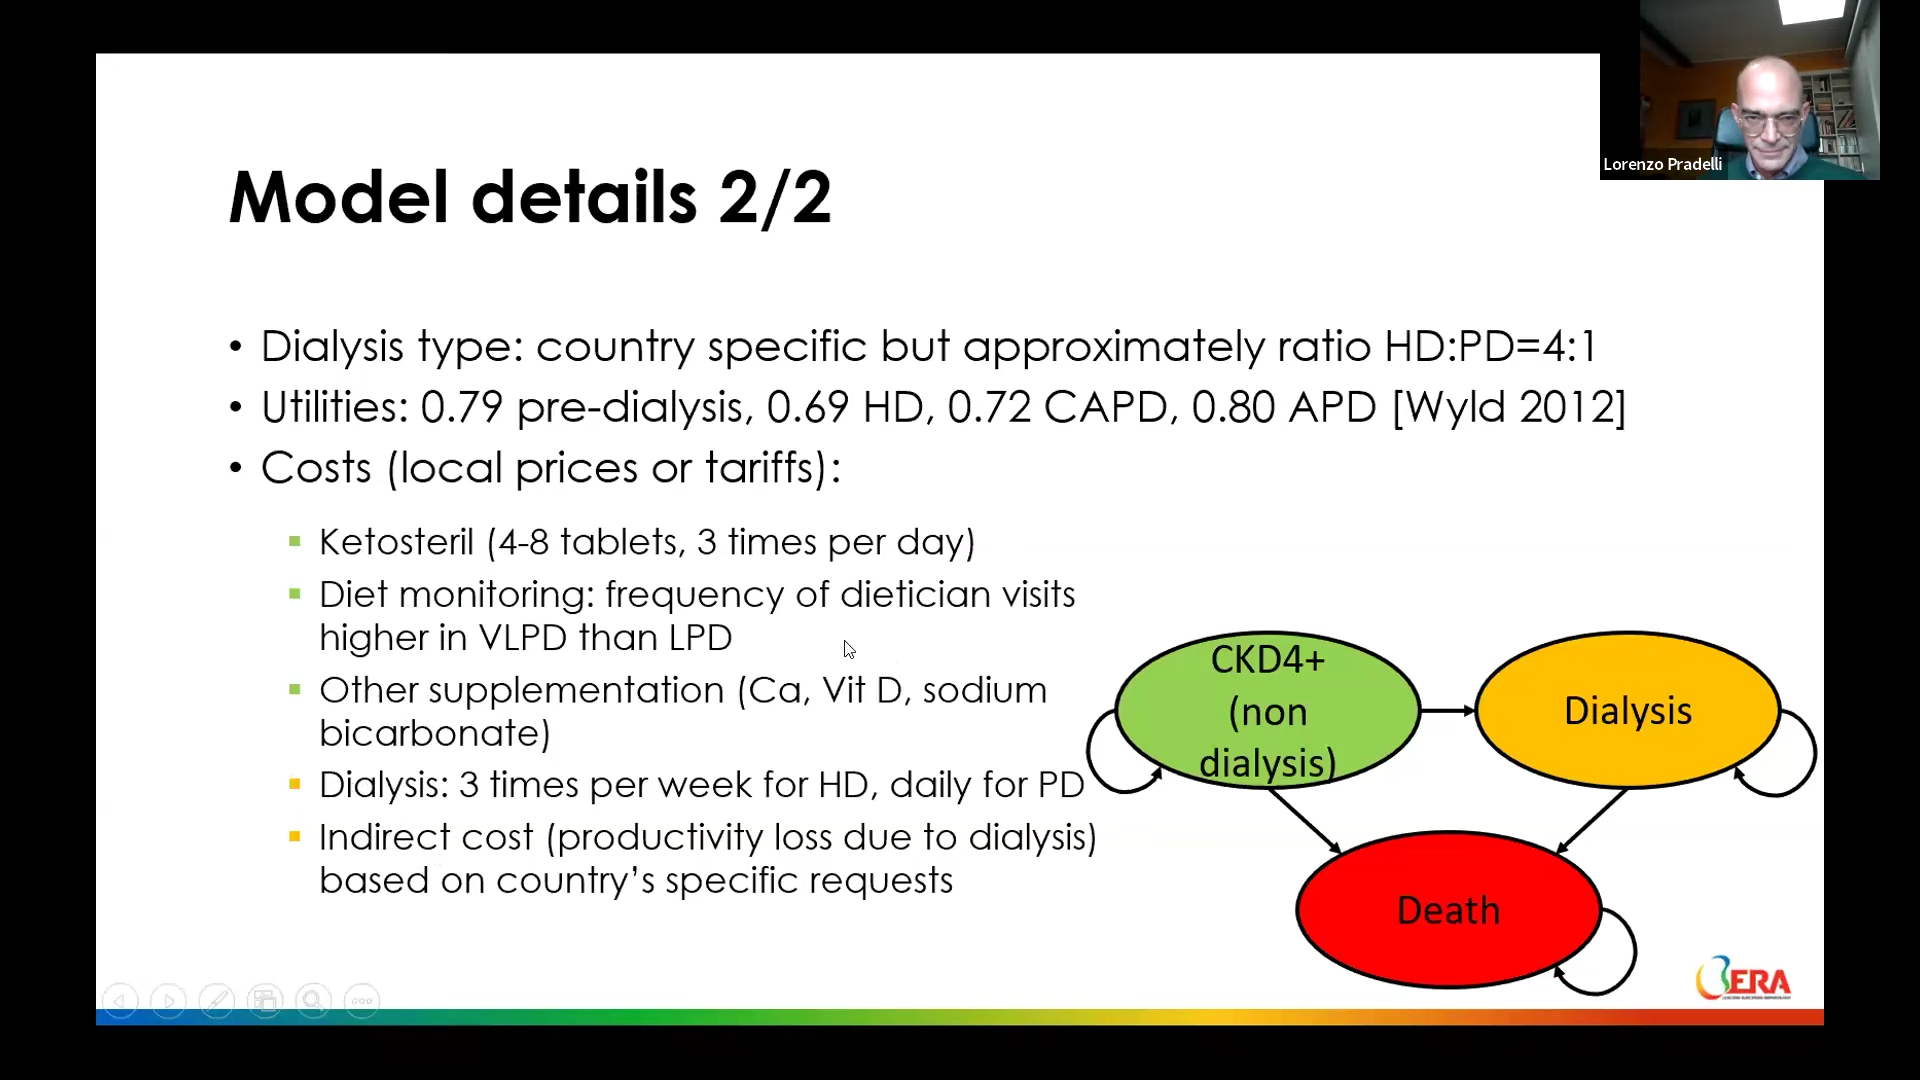 Lorenzo Pradelli
Model details 2/2
• Dialysis type: country specific but approximately ratio HD:PD=4:1
• Utilities: 0.79 pre-dialysis, 0.69 HD, 0.72 CAPD, 0.80 APD [Wyld 2012]
• Costs (local prices or tariffs):
▪ Ketosteril (4-8 tablets, 3 times per day)
▪ Diet monitoring: frequency of dietician visits
higher in VLPD than LPD
▪ Other supplementation (Ca, Vit D, sodium
bicarbonate)
▪ Dialysis: 3 times per week for HD, daily for PD
▪ Indirect cost (productivity loss due to dialysis)
based on country’s specific requests
CKD4+
(non
dialysis)
Dialysis
Death
ERA